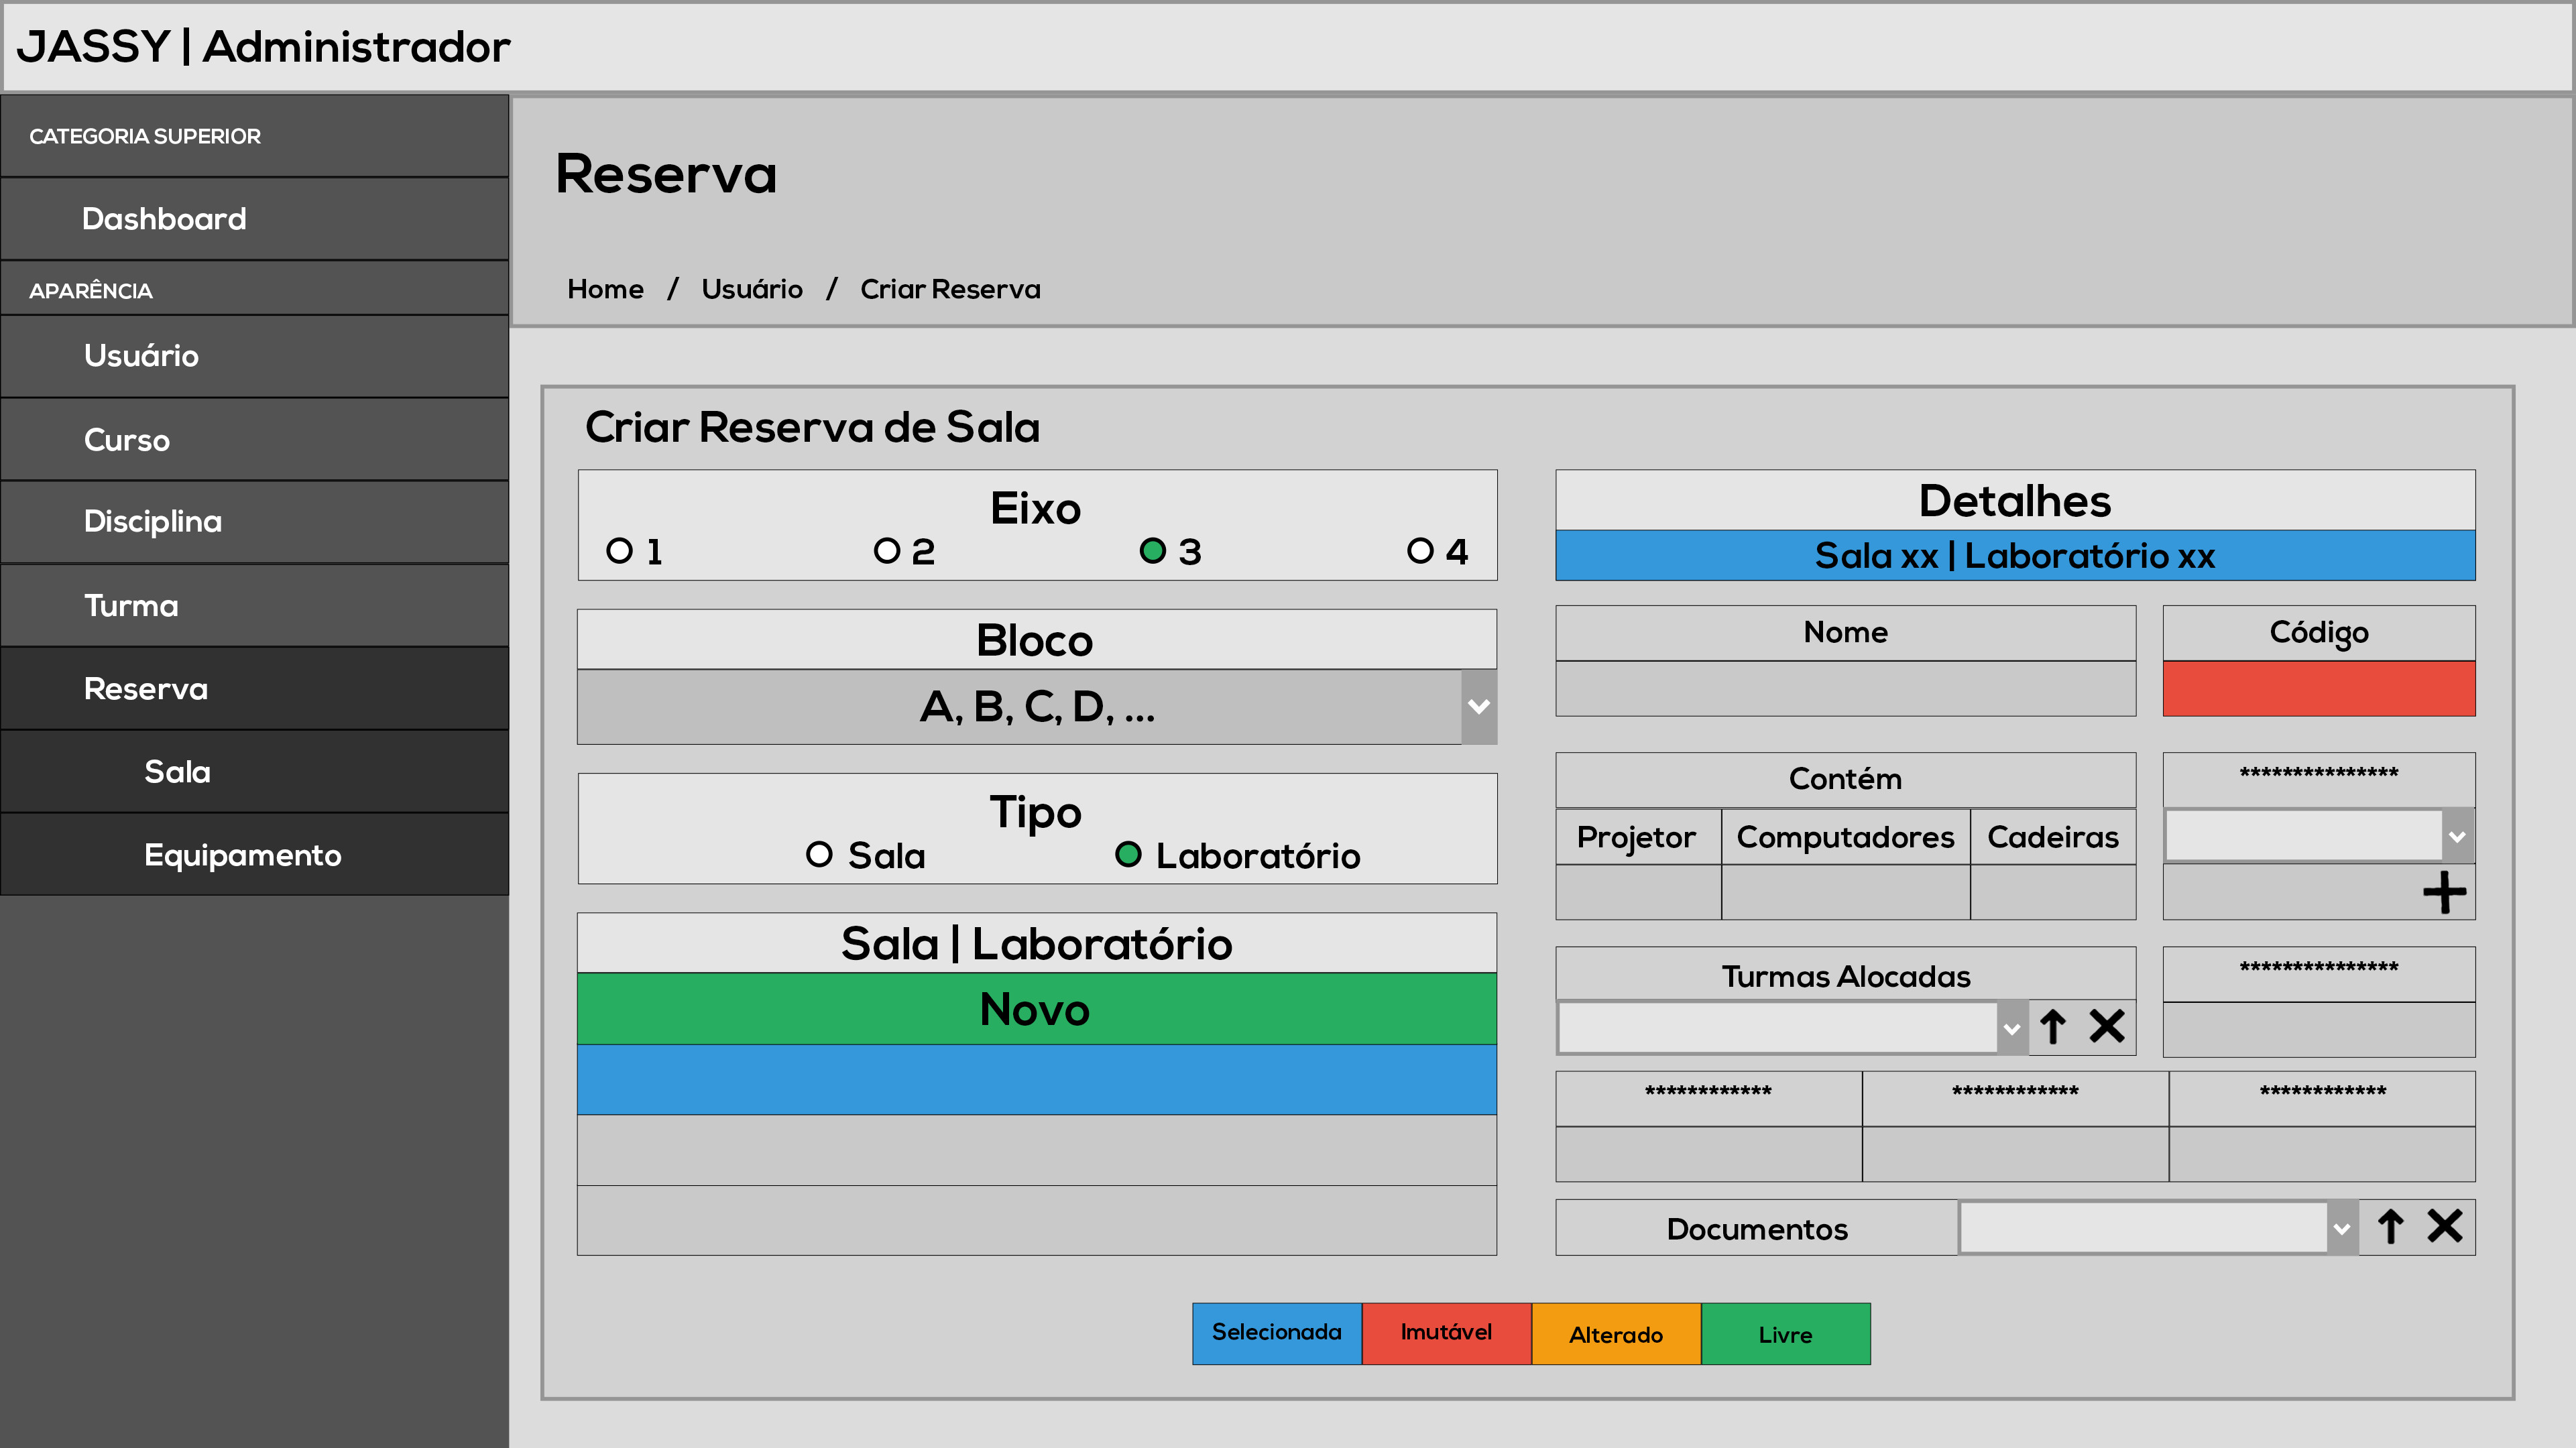 JASSY | Administrador
CATEGORIA SUPERIOR
Dashboard
APARÊNCIA
Usuário
Curso
Disciplina
Turma
Reserva
Sala
Equipamento
Reserva
Home / Usuário / Criar Reserva
Criar Reserva de Sala
Eixo
1 2 3 4
Bloco
A, B, C, D, ...
Tipo
Sala Laboratório
Sala | Laboratório
Novo
Detalhes
Sala xx | Laboratório xx
Nome Código
Contém ***************
Projetor Computadores Cadeiras
Turmas Alocadas ***************
************ ************ ************
Documentos
Selecionada Imutável Alterado Livre